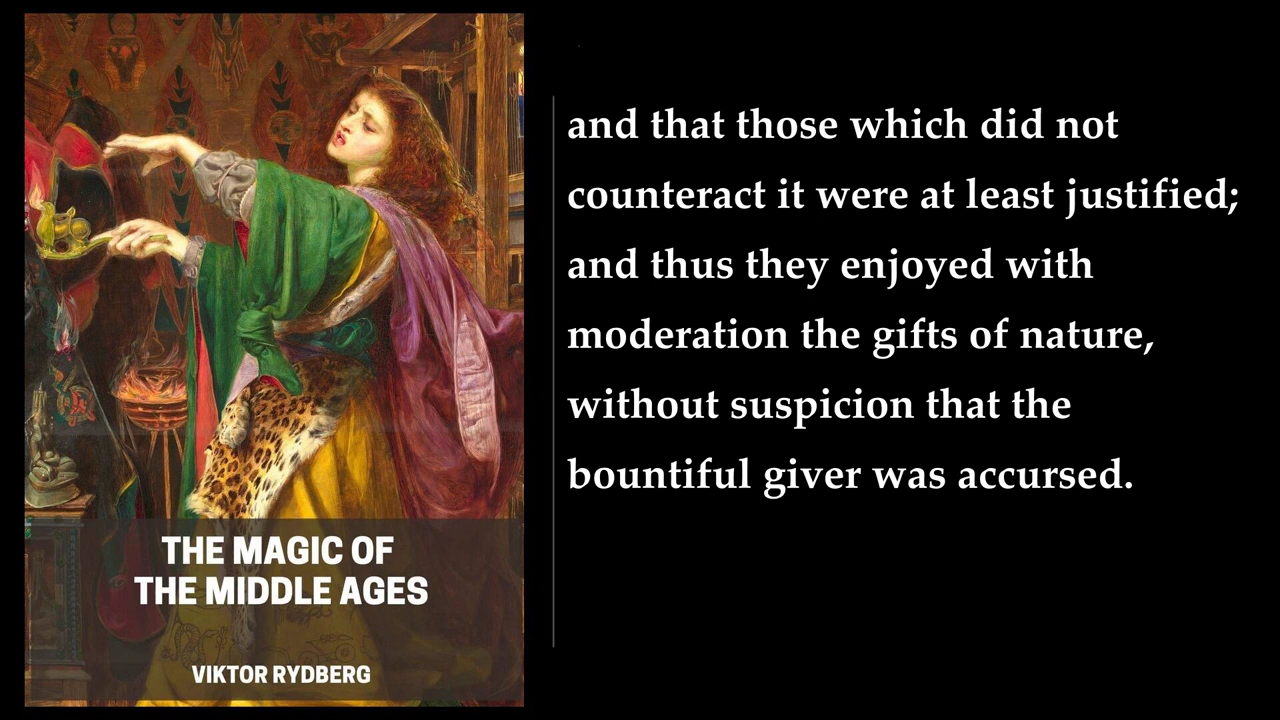 THE MAGIC OF
THE MIDDLE AGES
VIKTOR RYDBERG
and that those which did not
counteract it were at least justified;
and thus they enjoyed with
moderation the gifts of nature,
without suspicion that the
bountiful giver was accursed.